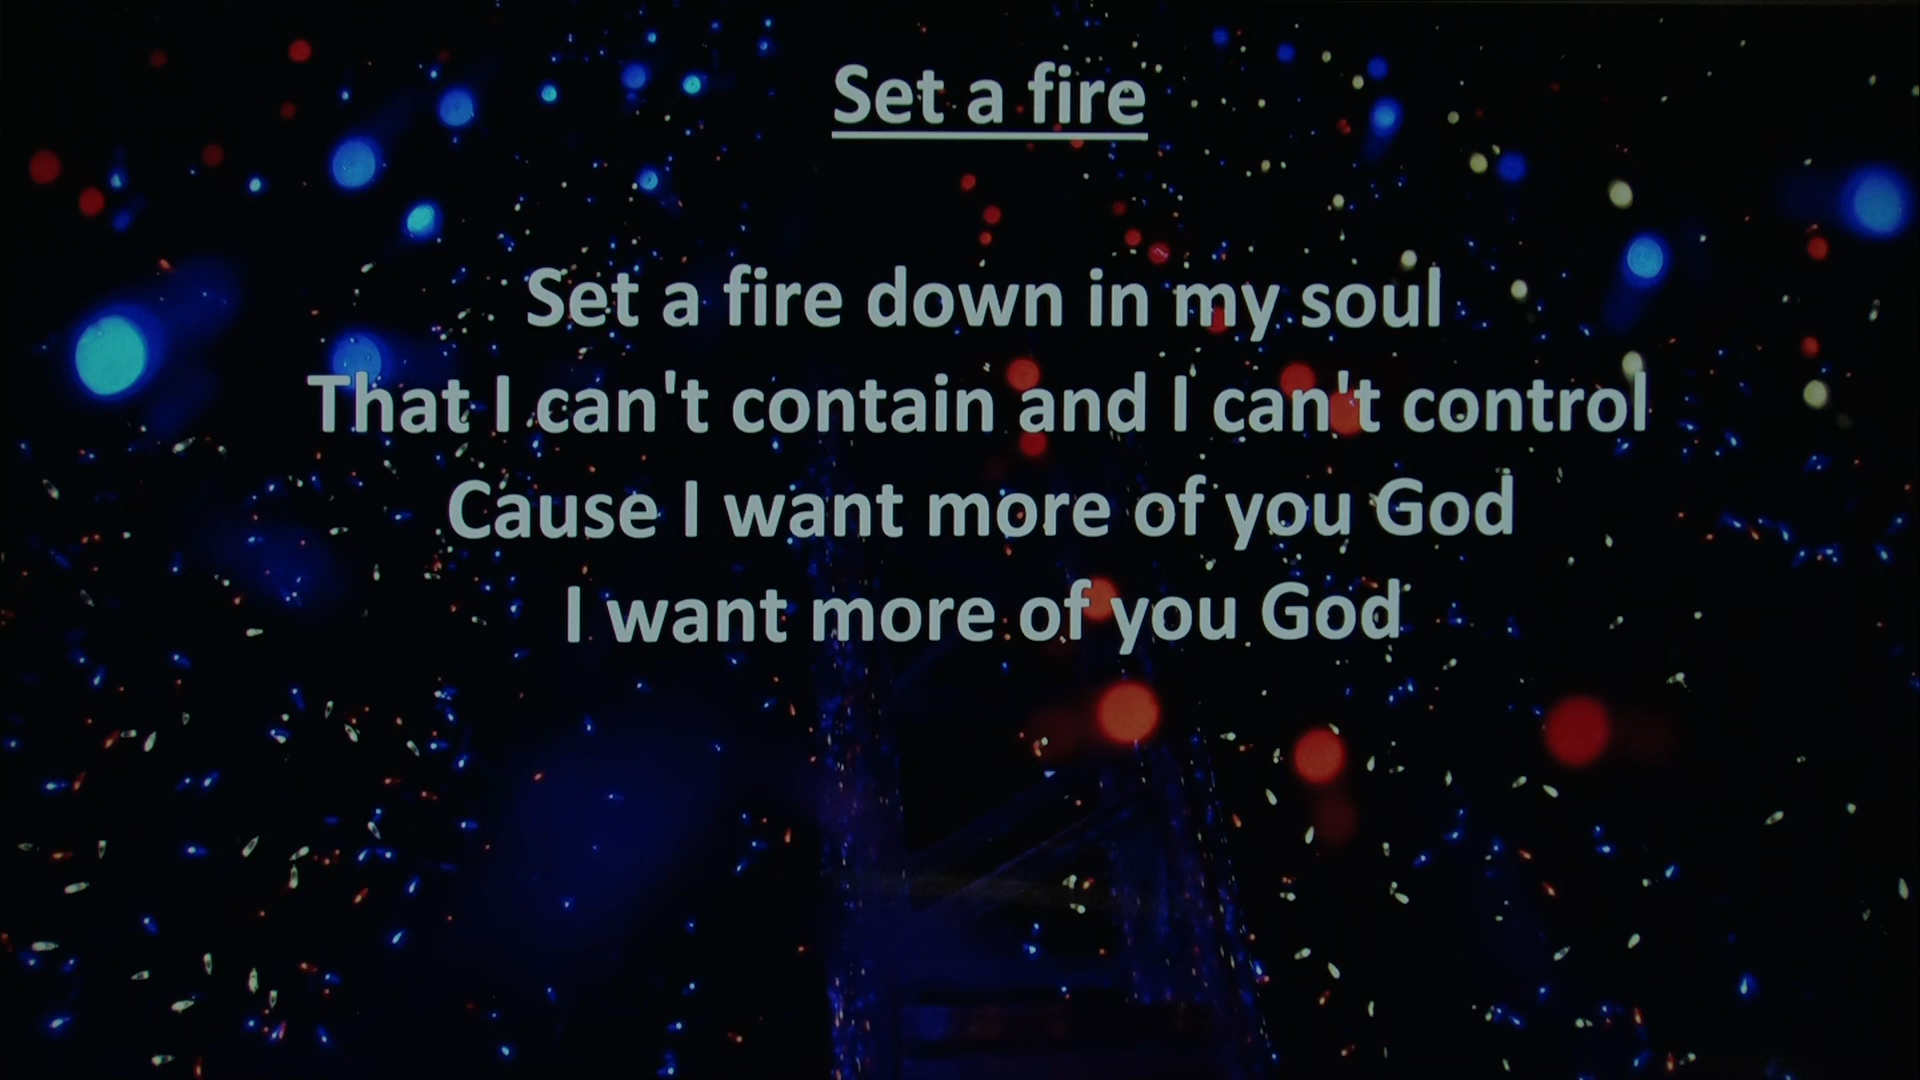 Set a fire
Set a fire down in my soul
That I can't contain and I can't control
Cause I want more of you God
I want more of you God